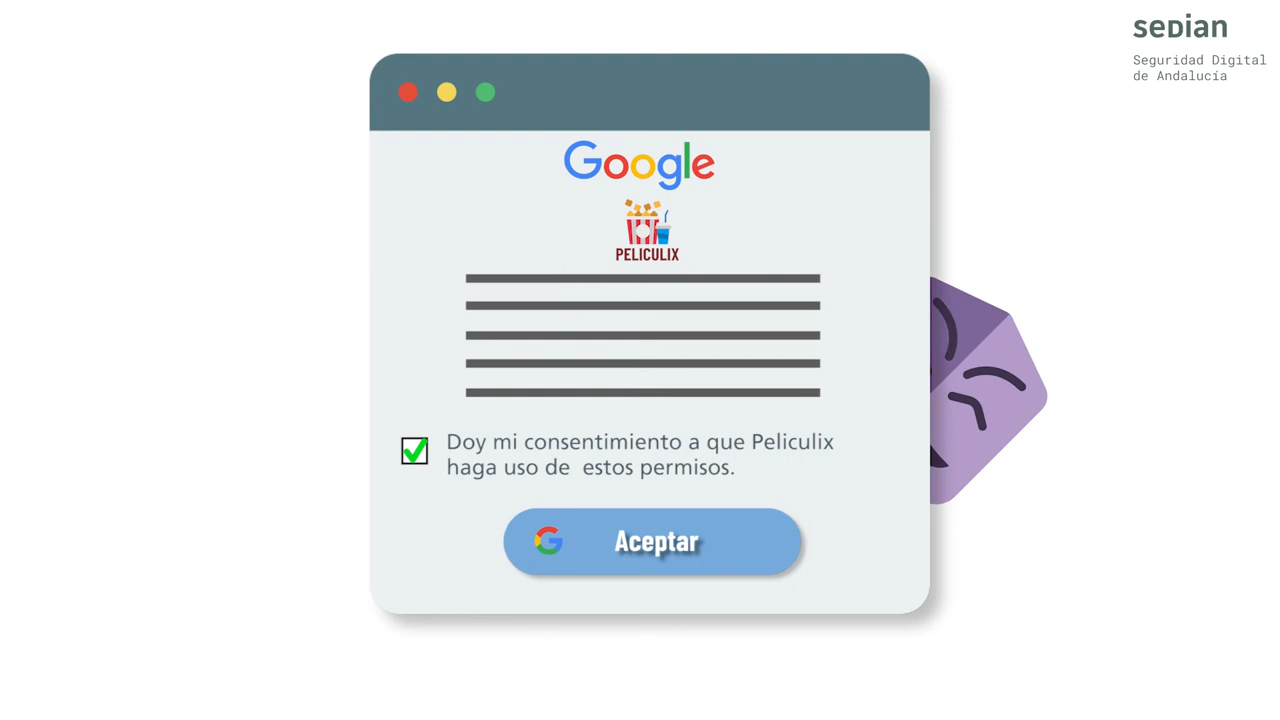 seDian
Seguridad Digital
de Andalucía
Google
PELICULIX
Doy mi consentimiento a que Peliculix
haga uso de estos permisos.
G
Aceptar